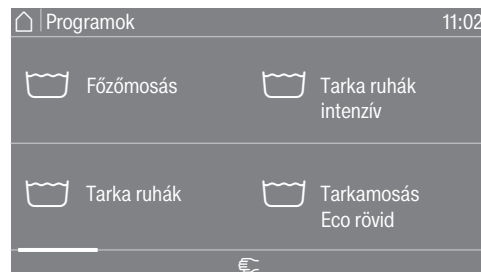 Programok
11:02
Főzőmosás
Tarka ruhák
intenzív
Tarka ruhák
Tarkamosás
Eco rövid